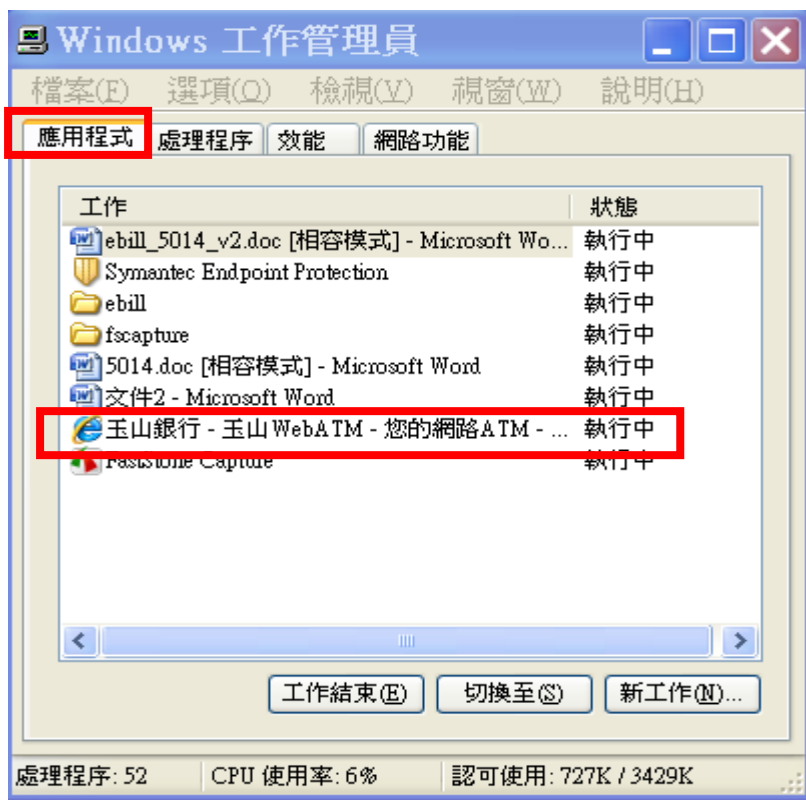 Windows 工作管理員
檔案(F) 選項(O) 檢視(V) 視窗(W) 說明(H)
應用程式 處理程序 效能 網路功能
工作 狀態
ebill_5014_v2.doc [相容模式] - Microsoft Wo... 執行中
Symantec Endpoint Protection 執行中
ebill 執行中
fscapture 執行中
5014.doc [相容模式] - Microsoft Word 執行中
文件2 - Microsoft Word 執行中
玉山銀行 - 玉山WebATM - 您的網路ATM - ... 執行中
FastStone Capture 執行中
工作結束(E) 切換至(S) 新工作(N)...
處理程序: 52 CPU 使用率: 6% 認可使用: 727K / 3429K